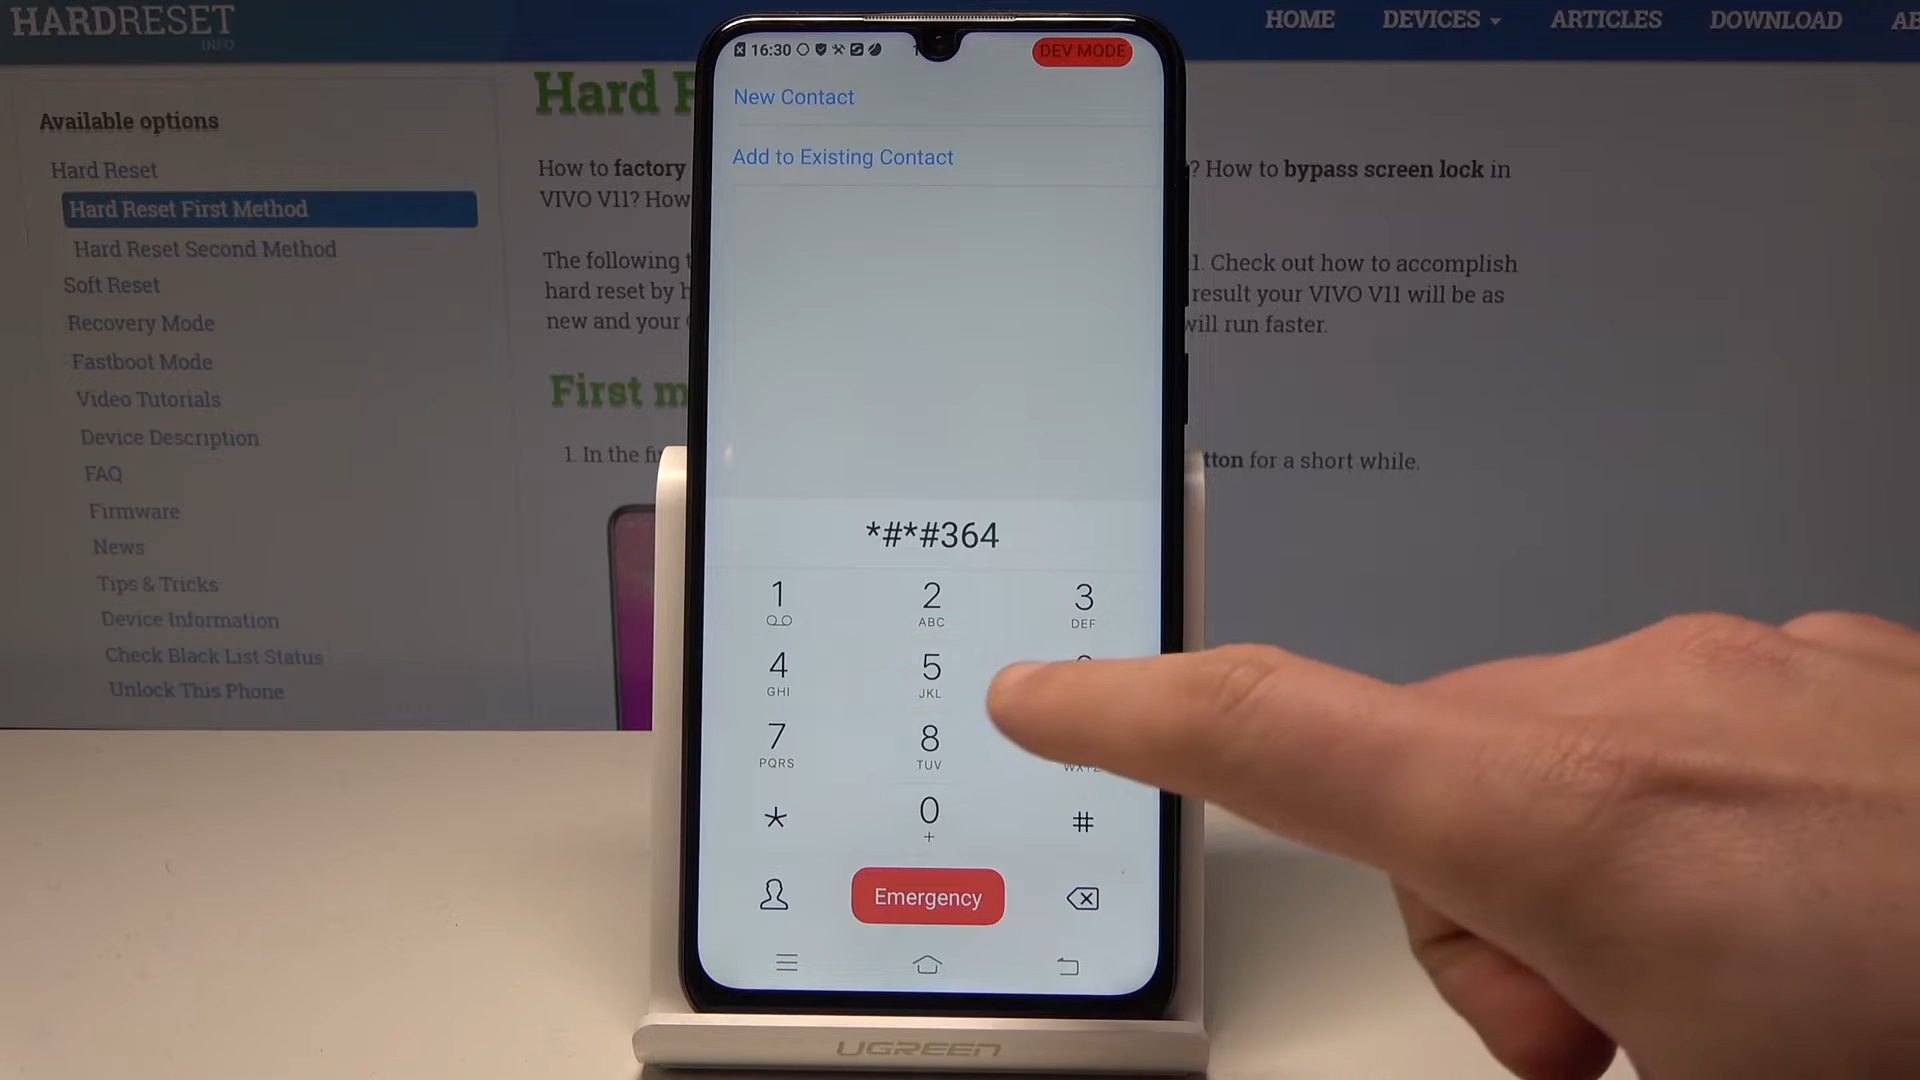 HARDRESET
INFO
HOME
DEVICES
ARTICLES
DOWNLOAD
Available options
Hard Reset
Hard Reset First Method
Hard Reset Second Method
Soft Reset
Recovery Mode
Fastboot Mode
Video Tutorials
Device Description
FAQ
Firmware
News
Tips & Tricks
Device Information
Check Black List Status
Unlock This Phone
Hard
How to factory
? How to bypass screen lock in
VIVO V11? How
The following
1. Check out how to accomplish
hard reset by
result your VIVO V11 will be as
new and your
will run faster.
First
1. In the
for a short while.
16:30
DEV MODE
New Contact
Add to Existing Contact
*#*#364
1
2
ABC
3
DEF
4
GHI
5
JKL
7
PQRS
8
TUV
WXYZ
*
0
+
#
Emergency
UGREEN